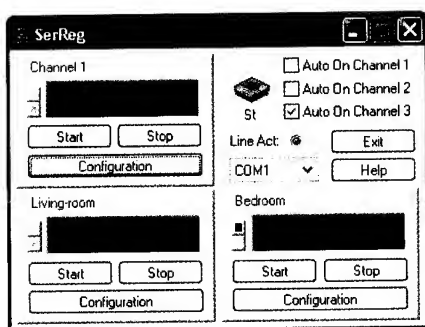 SerReg
Channel 1
Start Stop
Configuration
Auto On Channel 1
Auto On Channel 2
St
Auto On Channel 3
Line Act:
Exit
COM1
Help
Living-room
Start Stop
Configuration
Bedroom
Start Stop
Configuration